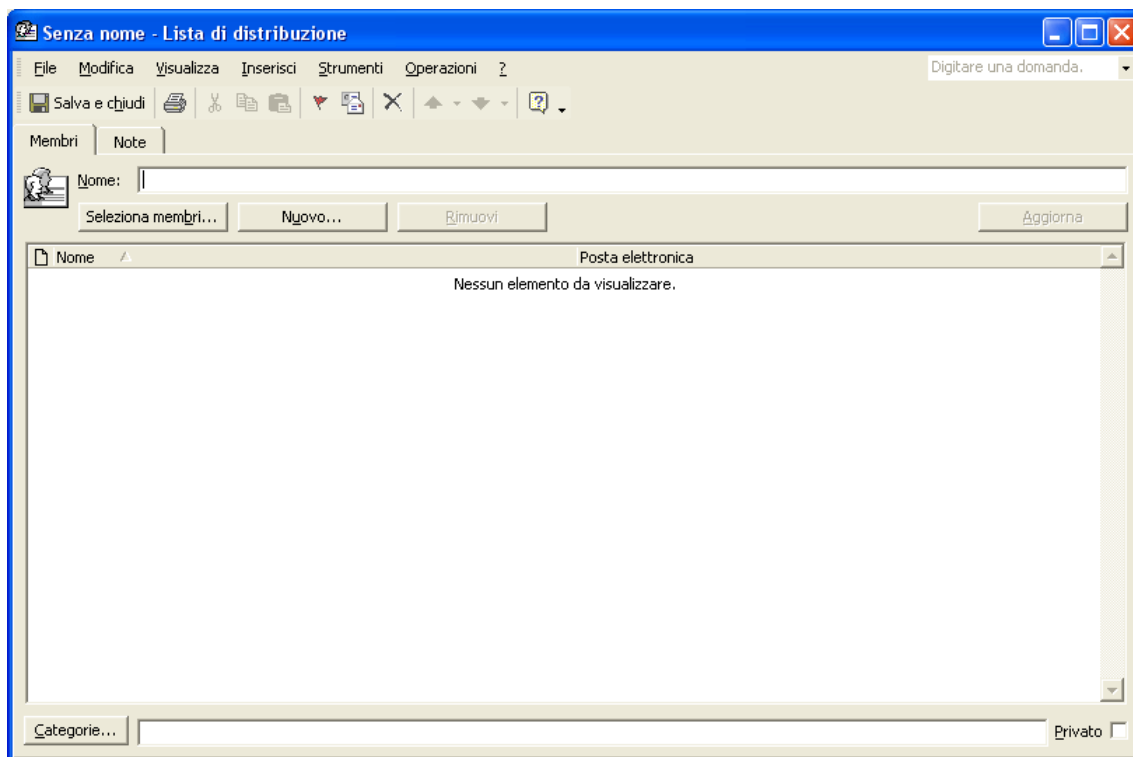 Senza nome - Lista di distribuzione
File Modifica Visualizza Inserisci Strumenti Operazioni ? Digitare una domanda.
Salva e chiudi
Membri Note
Nome:
Seleziona membri... Nuovo... Rimuovi Aggiorna
Nome Posta elettronica
Nessun elemento da visualizzare.
Categorie... Privato